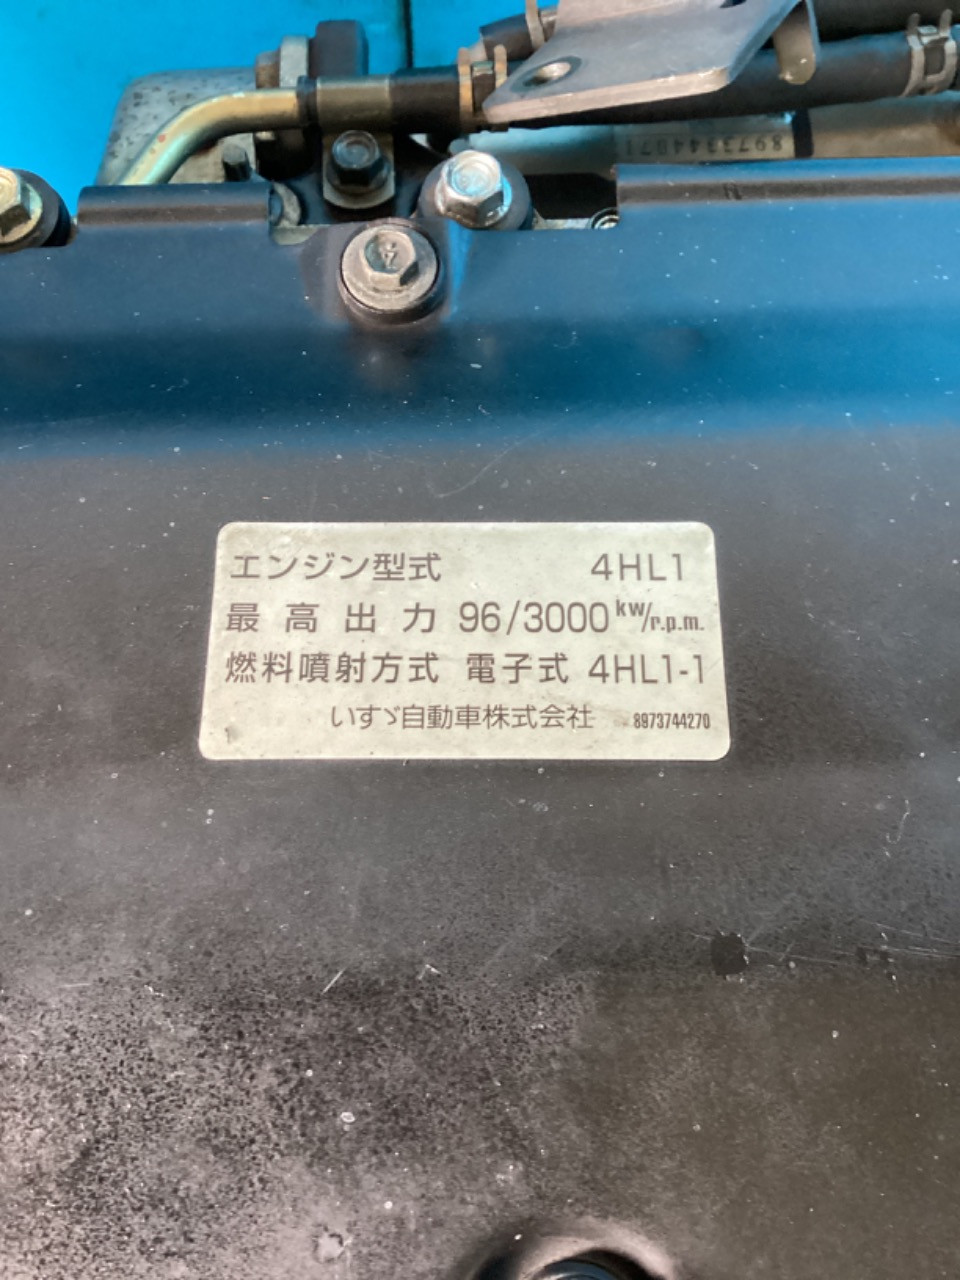 エンジン型式 4HL1
最高出力 96/3000 kw/r.p.m.
燃料噴射方式 電子式 4HL1-1
いすゞ自動車株式会社 8973744270